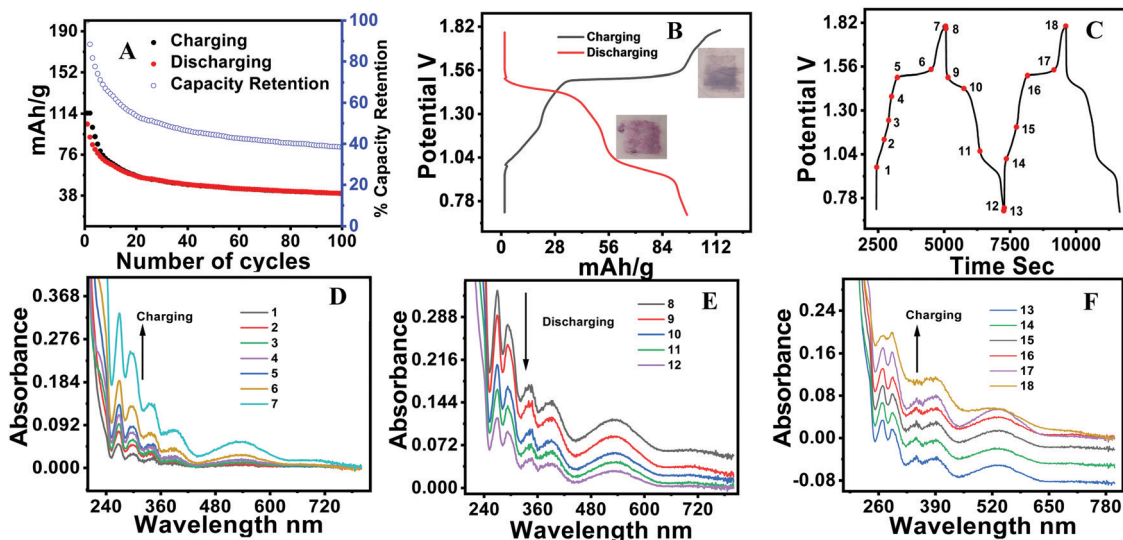 A
190
152
114
76
38
mAh/g
Charging
Discharging
Capacity Retention
100
80
60
40
20
0
% Capacity Retention
0 20 40 60 80 100
Number of cycles
B
1.82
1.56
1.30
1.04
0.78
Potential V
Charging
Discharging
0 28 56 84 112
mAh/g
C
1.82
1.56
1.30
1.04
0.78
Potential V
1
2
3
4
5
6
7
8
9
10
11
12
13
14
15
16
17
18
2500 5000 7500 10000
Time Sec
D
0.368
0.276
0.184
0.092
0.000
Absorbance
Charging
1
2
3
4
5
6
7
240 360 480 600 720
Wavelength nm
E
0.288
0.216
0.144
0.072
0.000
Absorbance
Discharging
8
9
10
11
12
240 360 480 600 720
Wavelength nm
F
0.24
0.16
0.08
0.00
-0.08
Absorbance
Charging
13
14
15
16
17
18
260 390 520 650 780
Wavelength nm